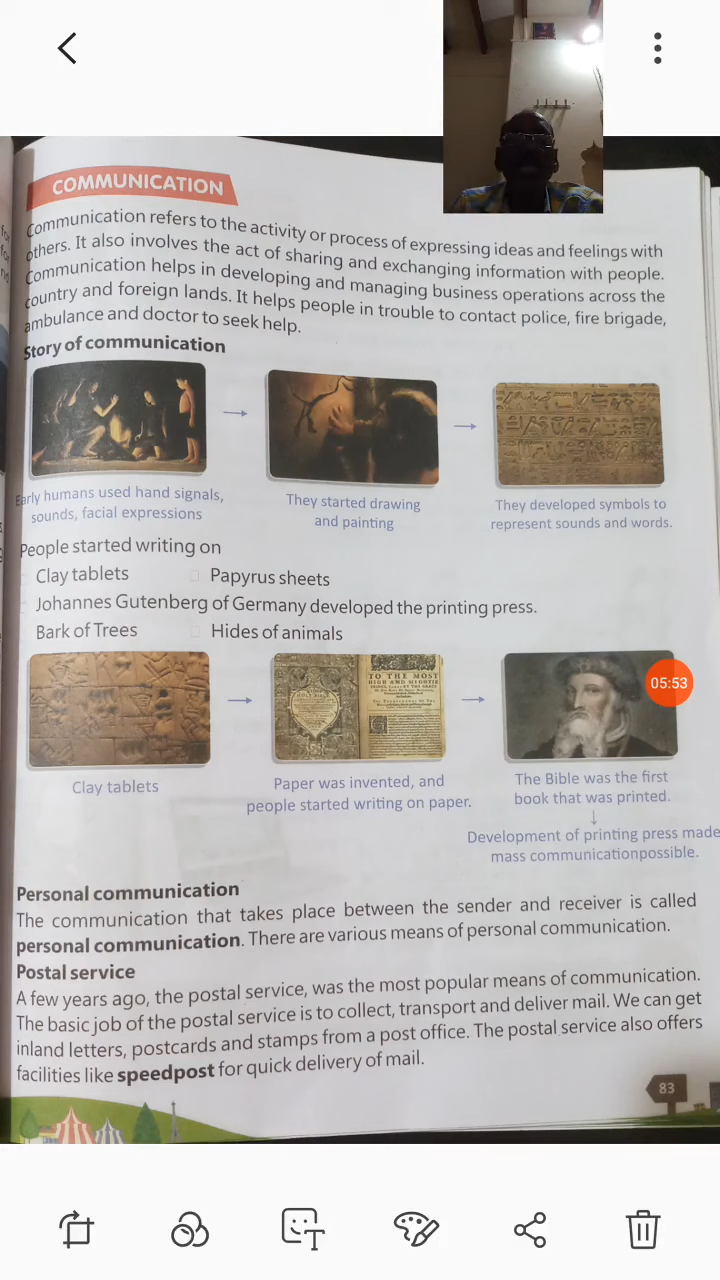 COMMUNICATION
Communication refers to the activity or process of expressing ideas and feelings with
others. It also involves the act of sharing and exchanging information with people.
Communication helps in developing and managing business operations across the
country and foreign lands. It helps people in trouble to contact police, fire brigade,
ambulance and doctor to seek help.
Story of communication
Early humans used hand signals,
sounds, facial expressions
They started drawing
and painting
They developed symbols to
represent sounds and words.
People started writing on
Clay tablets
Papyrus sheets
Johannes Gutenberg of Germany developed the printing press.
Bark of Trees
Hides of animals
TO THE MOST
HIGH AND MIGHTIE
05:53
Clay tablets
Paper was invented, and
people started writing on paper.
The Bible was the first
book that was printed.
Development of printing press made
mass communicationpossible.
Personal communication
The communication that takes place between the sender and receiver is called
personal communication. There are various means of personal communication.
Postal service
A few years ago, the postal service, was the most popular means of communication.
The basic job of the postal service is to collect, transport and deliver mail. We can get
inland letters, postcards and stamps from a post office. The postal service also offers
facilities like speedpost for quick delivery of mail.
83
T